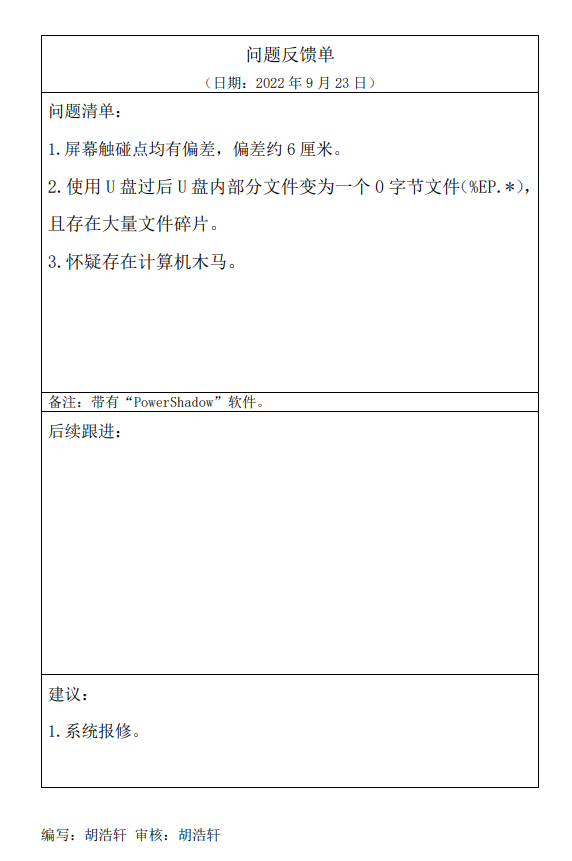 问题反馈单
（日期：2022 年 9 月 23 日）
问题清单：
1.屏幕触碰点均有偏差，偏差约 6 厘米。
2.使用 U 盘过后 U 盘内部分文件变为一个 0 字节文件(%EP.*)，
且存在大量文件碎片。
3.怀疑存在计算机木马。
备注：带有“PowerShadow”软件。
后续跟进：
建议：
1.系统报修。
编写：胡浩轩 审核：胡浩轩